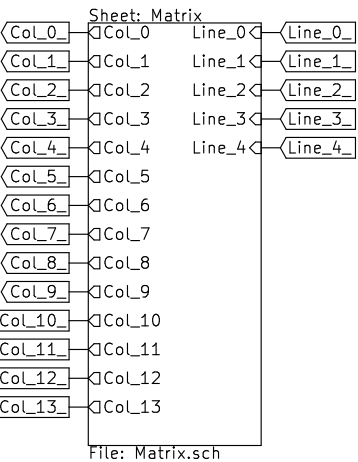 Sheet: Matrix
Col_0_ Col_0 Line_0 Line_0_
Col_1_ Col_1 Line_1 Line_1_
Col_2_ Col_2 Line_2 Line_2_
Col_3_ Col_3 Line_3 Line_3_
Col_4_ Col_4 Line_4 Line_4_
Col_5_ Col_5
Col_6_ Col_6
Col_7_ Col_7
Col_8_ Col_8
Col_9_ Col_9
Col_10_ Col_10
Col_11_ Col_11
Col_12_ Col_12
Col_13_ Col_13
File: Matrix.sch